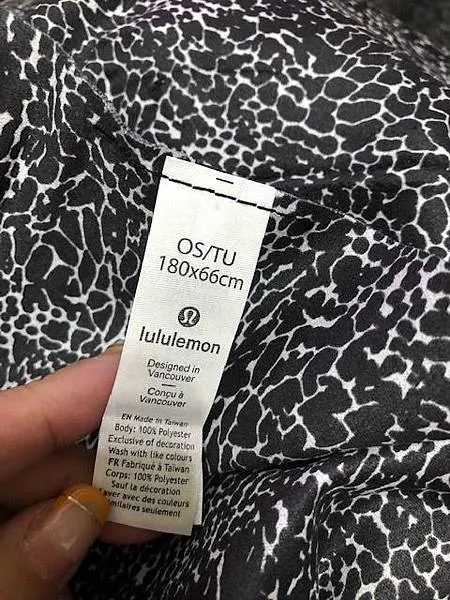 OS/TU
180x66cm
lululemon
Designed in
Vancouver
Conçu à
Vancouver
EN Made in Taiwan
Body: 100% Polyester
Exclusive of decoration
Wash with like colours
FR Fabriqué à Taiwan
Corps: 100% Polyester
Sauf la décoration
laver avec des couleurs
similaires seulement